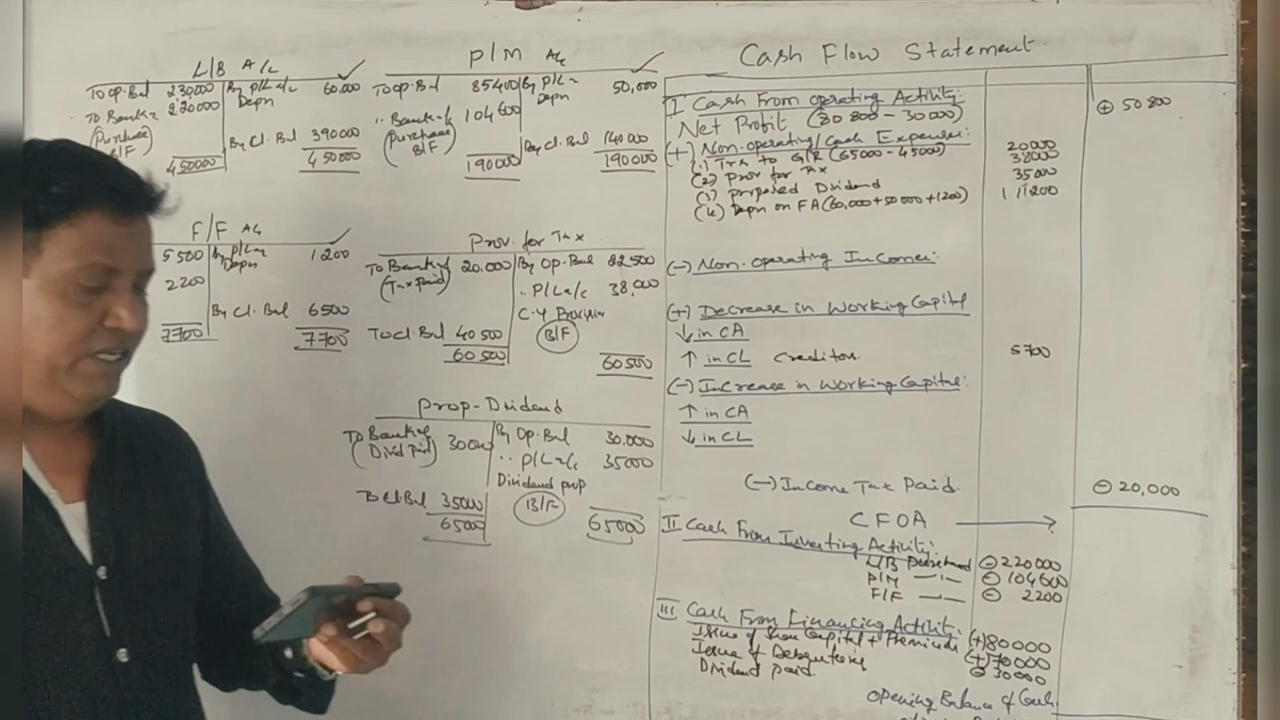 Cash Flow Statement
L/B A/c
To op. Bal 230,000 By P/L a/c 60.000
Depn
To Bank 220000
(Purchase B/F)
By Cl. Bal 390000
450000 450000
P/M A/c
To op. Bal 85400 By P/L Depn 50,000
" Bank 104600
(Purchase B/F)
By Cl. Bal 140000
190000 190000
F/F A/c
5500 By P/L a/c Depn 1200
2200
By Cl. Bal 6500
7700 7700
Prov. for Tax
To Bank 20.000 By Op. Bal 22,500
(Tax paid) " P/L a/c 38,000
C.Y Provision
To Cl. Bal 40500 B/F
60500 60500
Prop-Dividend
To Bank 30000 By Op. Bal 30.000
(Divid paid) " P/L a/c 35000
Dividend prop
To Cl. Bal 35000 B/F
65000 65000
I Cash From operating Activity:
Net Profit (80800 - 30000) + 50800
(+) Non-operating/Cash Expenses:
(1) Trs to G/R (65000 - 45000) 20000
(2) Prov for Tax 38000
(3) Proposed Dividend 35000
(4) Depn on FA (60,000 + 50000 + 1200) 111200
(-) Non-operating Incomes:
(+) Decrease in Working Capital
↓ in CA
↑ in CL Creditors 5700
(-) Increase in Working Capital:
↑ in CA
↓ in CL
(-) Income Tax Paid. - 20,000
CFOA →
II Cash From Investing Activity:
L/B Purchased - 220000
P/M —"— - 104600
F/F —"— - 2200
III Cash From Financing Activity.
Issue of Share Capital + Premium (+) 80000
Issue of Debentures (+) 70000
Dividend paid. - 30000
Opening Balance of Cash